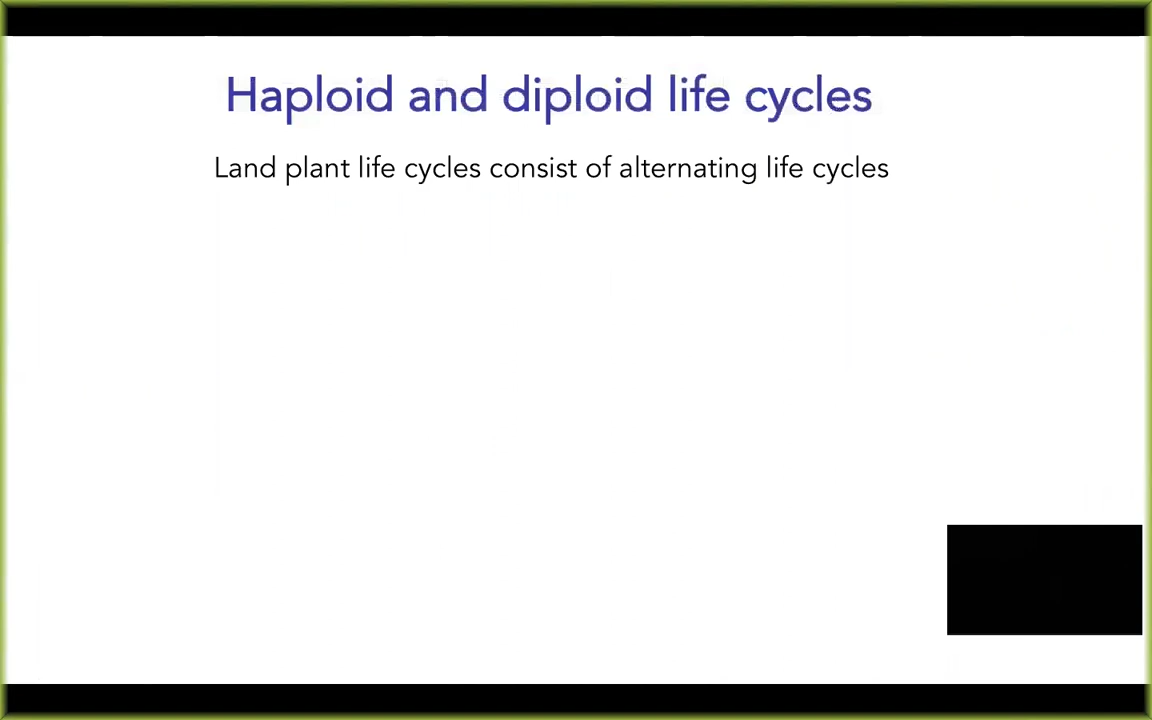 Haploid and diploid life cycles
Land plant life cycles consist of alternating life cycles